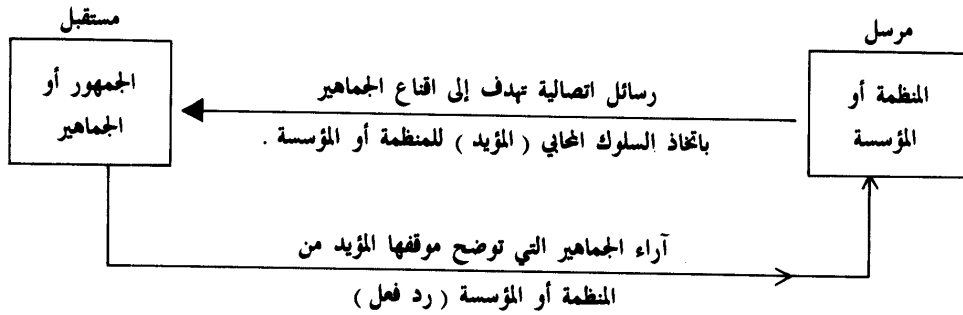 مرسل
المنظمة أو
المؤسسة
رسائل اتصالية تهدف إلى اقناع الجماهير
باتخاذ السلوك المحابي ( المؤيد ) للمنظمة أو المؤسسة .
مستقبل
الجمهور أو
الجماهير
آراء الجماهير التي توضح موقفها المؤيد من
المنظمة أو المؤسسة ( رد فعل )